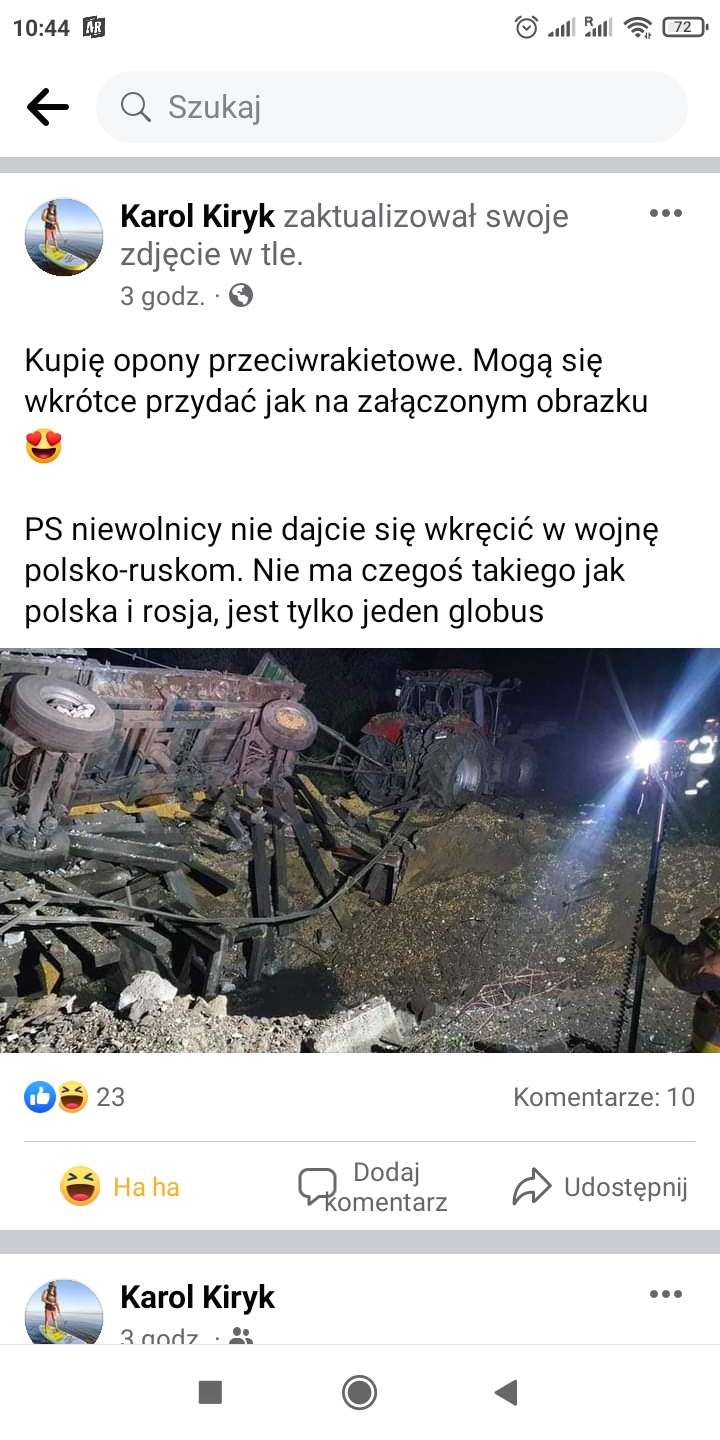 10:44
AR
R
72
Szukaj
Karol Kiryk zaktualizował swoje
zdjęcie w tle.
3 godz. ·
Kupię opony przeciwrakietowe. Mogą się
wkrótce przydać jak na załączonym obrazku
😍
PS niewolnicy nie dajcie się wkręcić w wojnę
polsko-ruskom. Nie ma czegoś takiego jak
polska i rosja, jest tylko jeden globus
23
Komentarze: 10
Ha ha
Dodaj
komentarz
Udostępnij
Karol Kiryk
3 godz. ·